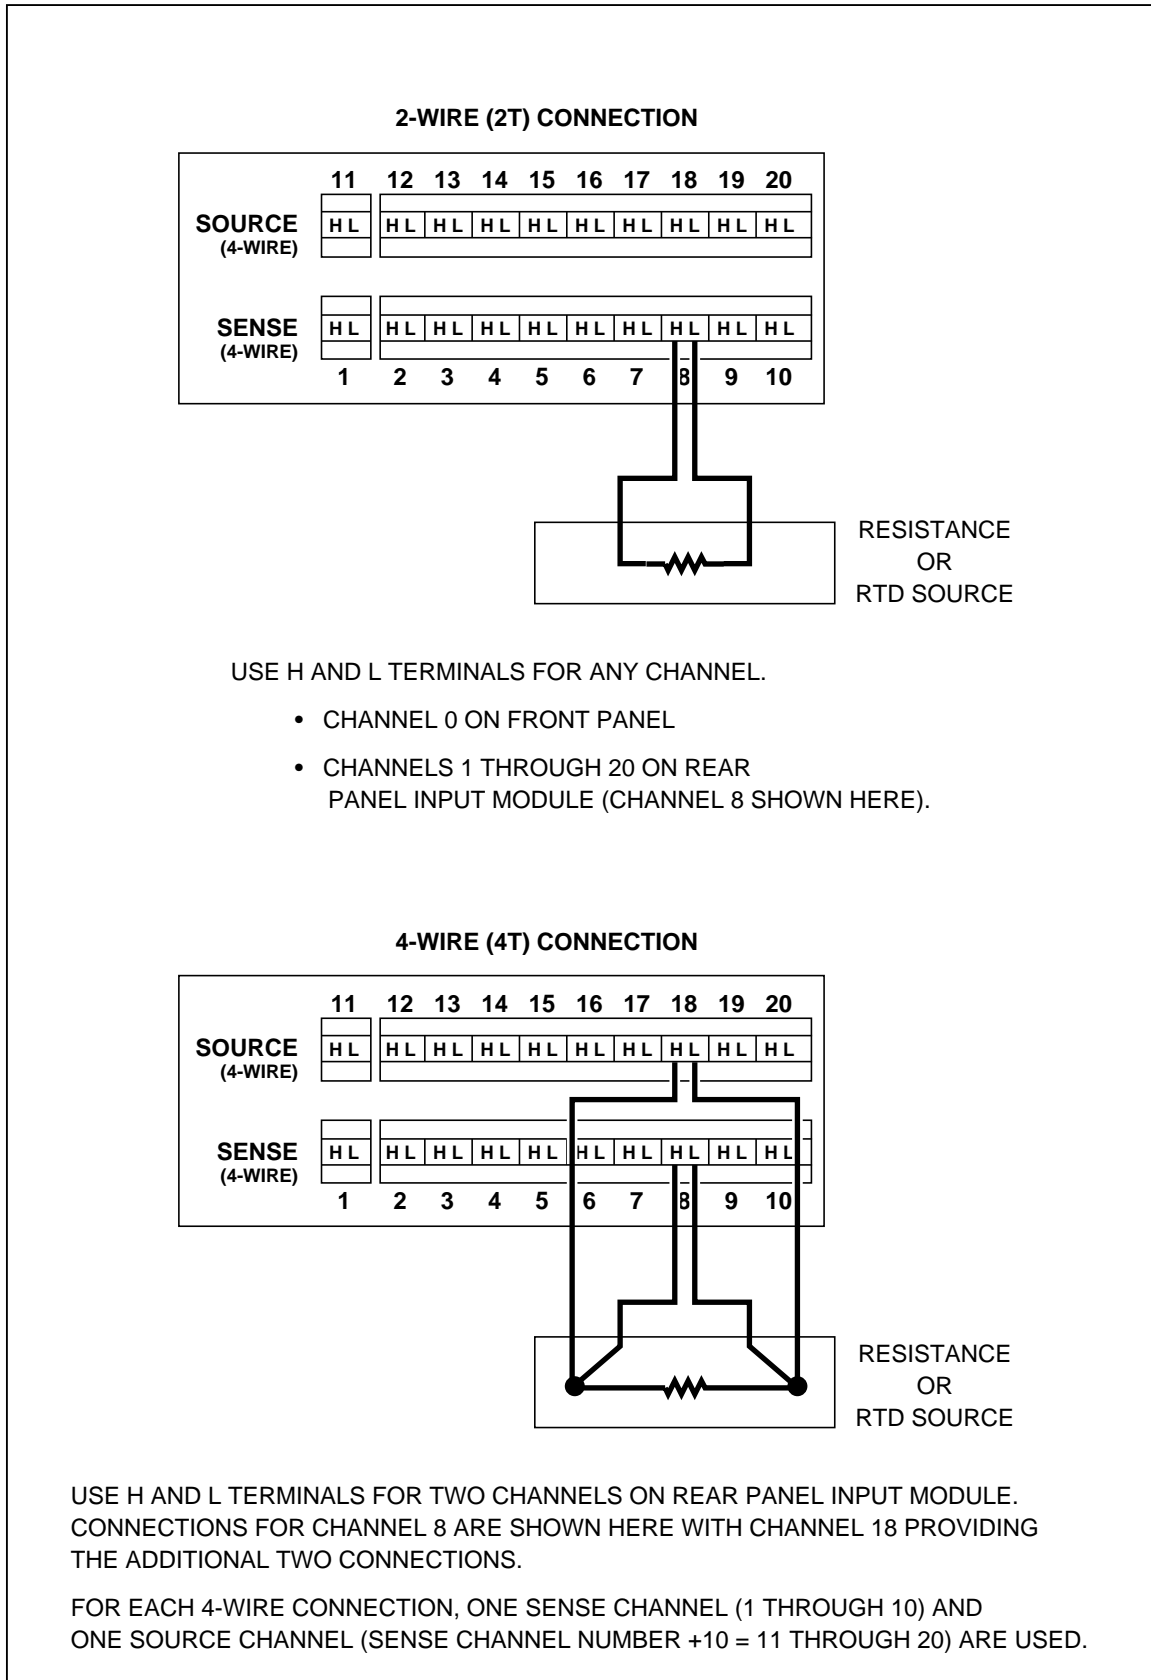 2-WIRE (2T) CONNECTION
11 12 13 14 15 16 17 18 19 20
SOURCE H L H L H L H L H L H L H L H L H L H L
(4-WIRE)
SENSE H L H L H L H L H L H L H L H L H L H L
(4-WIRE)
1 2 3 4 5 6 7 8 9 10
RESISTANCE
OR
RTD SOURCE
USE H AND L TERMINALS FOR ANY CHANNEL.
• CHANNEL 0 ON FRONT PANEL
• CHANNELS 1 THROUGH 20 ON REAR
PANEL INPUT MODULE (CHANNEL 8 SHOWN HERE).
4-WIRE (4T) CONNECTION
11 12 13 14 15 16 17 18 19 20
SOURCE H L H L H L H L H L H L H L H L H L H L
(4-WIRE)
SENSE H L H L H L H L H L H L H L H L H L H L
(4-WIRE)
1 2 3 4 5 6 7 8 9 10
RESISTANCE
OR
RTD SOURCE
USE H AND L TERMINALS FOR TWO CHANNELS ON REAR PANEL INPUT MODULE.
CONNECTIONS FOR CHANNEL 8 ARE SHOWN HERE WITH CHANNEL 18 PROVIDING
THE ADDITIONAL TWO CONNECTIONS.
FOR EACH 4-WIRE CONNECTION, ONE SENSE CHANNEL (1 THROUGH 10) AND
ONE SOURCE CHANNEL (SENSE CHANNEL NUMBER +10 = 11 THROUGH 20) ARE USED.